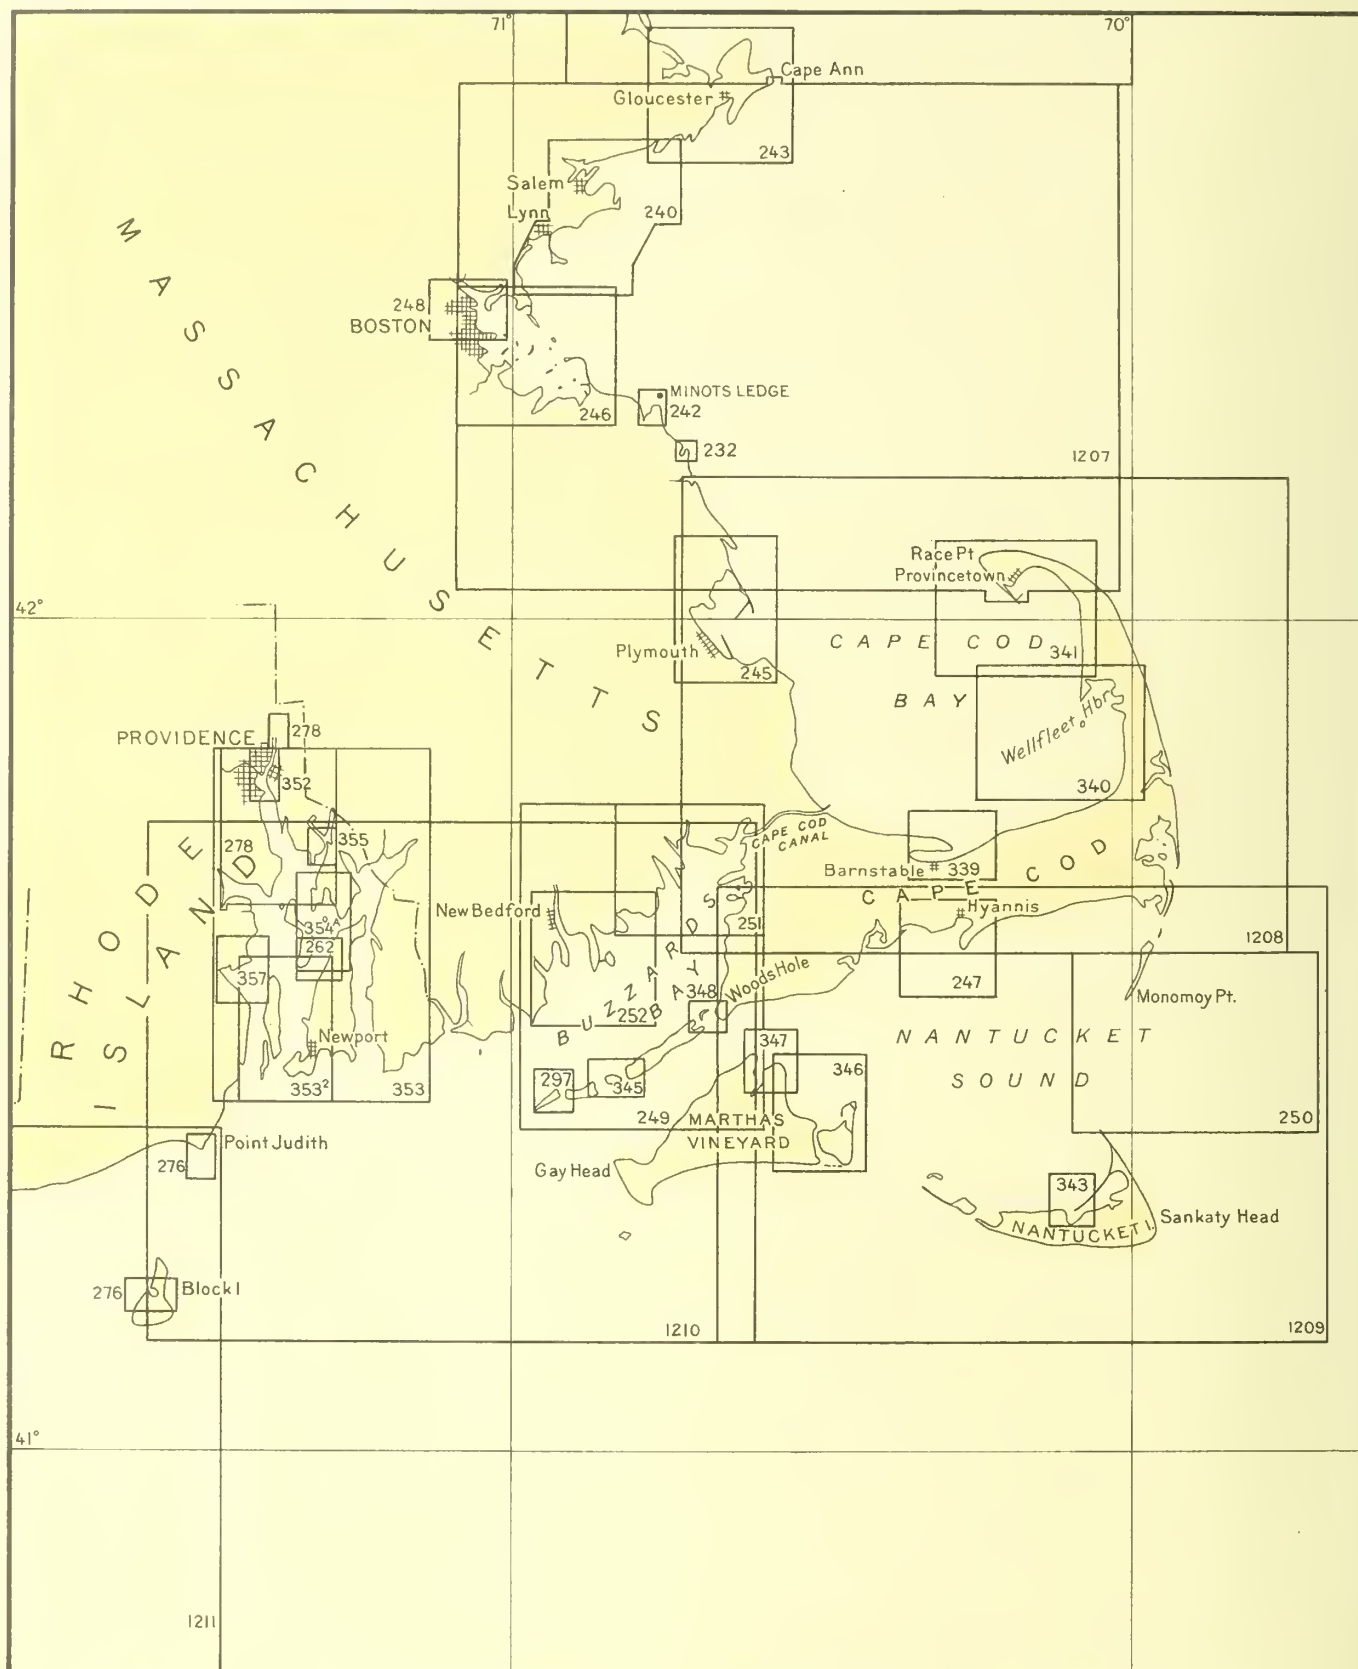 71°
70°
Cape Ann
Gloucester
243
Salem
Lynn
240
MASSACHUSETTS
248
BOSTON
246
MINOTS LEDGE
242
232
1207
Race Pt
Provincetown
42°
CAPE COD
BAY
341
Plymouth
245
Wellfleet Hbr
340
PROVIDENCE
278
352
278
355
CAPE COD
CANAL
Barnstable
339
CAPE COD
Hyannis
New Bedford
251
1208
RHODE
ISLAND
354
262
357
BUZZARDS
BAY
348
Woods Hole
247
Monomoy Pt.
252
NANTUCKET
SOUND
Newport
353²
353
297
345
347
346
249
MARTHAS
VINEYARD
250
Point Judith
276
Gay Head
343
NANTUCKET I.
Sankaty Head
276
Block I
1210
1209
41°
1211